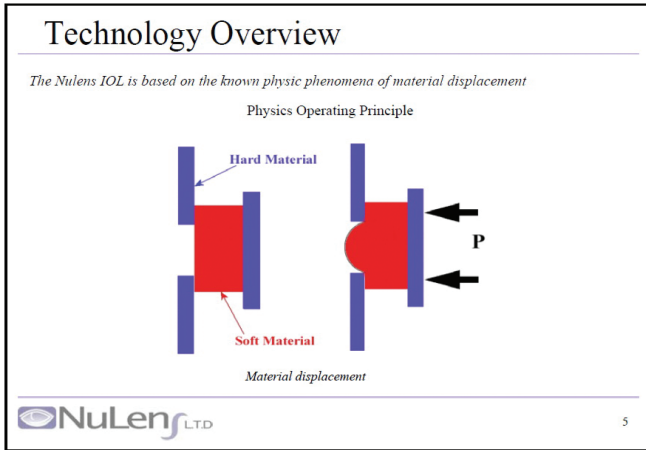 Technology Overview
The Nulens IOL is based on the known physic phenomena of material displacement
Physics Operating Principle
Hard Material
P
Soft Material
Material displacement
NuLens LTD
5